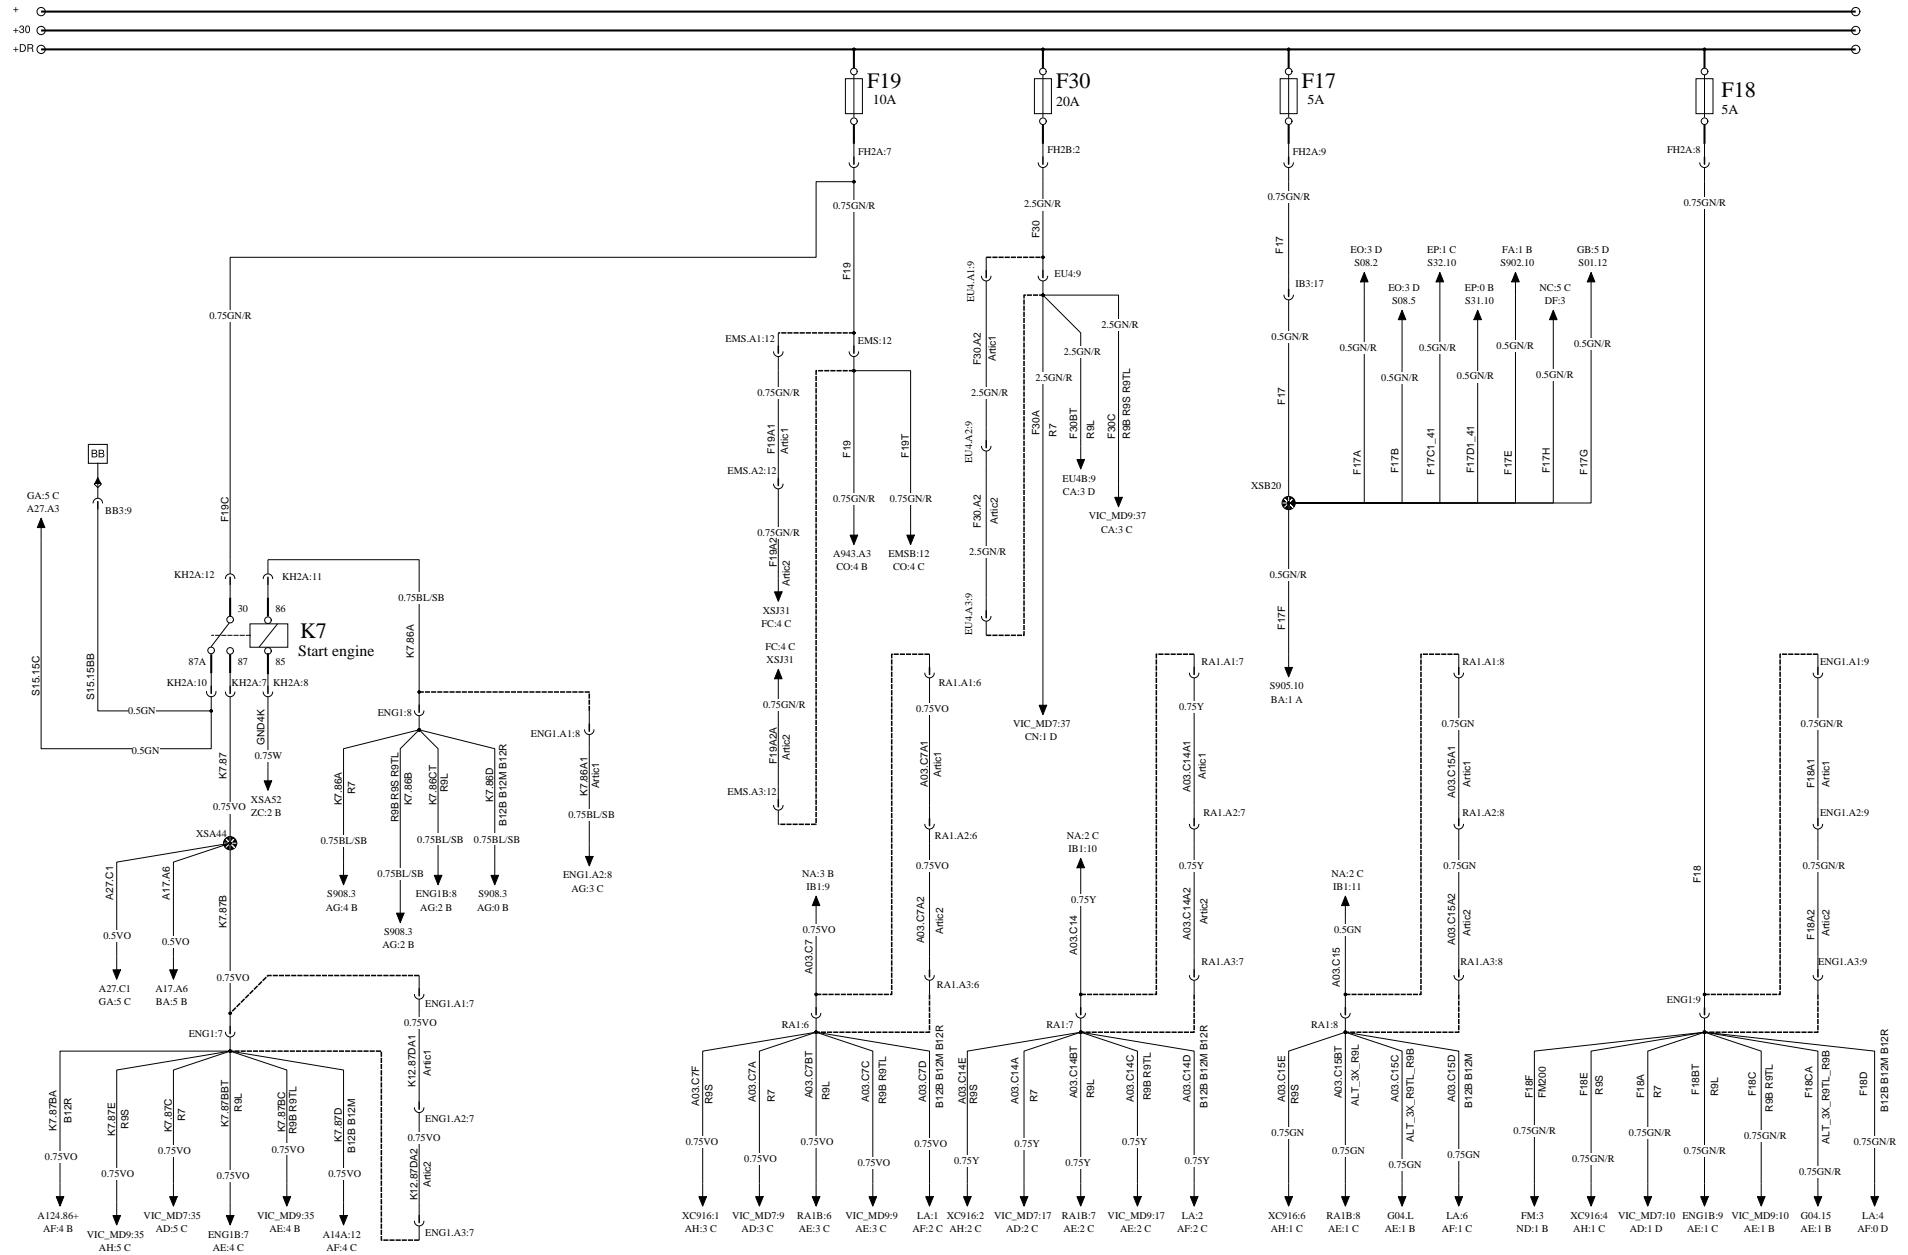 +
+30
+DR
F19
10A
F30
20A
F17
5A
F18
5A
FH2A:7
FH2B:2
FH2A:9
FH2A:8
0.75GN/R
2.5GN/R
0.75GN/R
0.75GN/R
F19
F30
F17
EU4.A1:9
EU4:9
IB3:17
EO:3 D
S08.2
EP:1 C
S32.10
FA:1 B
S902.10
GB:5 D
S01.12
EO:3 D
S08.5
EP:0 B
S31.10
NC:5 C
DF:3
0.75GN/R
EMS.A1:12
EMS:12
F30.A2
Artic1
2.5GN/R
2.5GN/R
2.5GN/R
0.5GN/R
0.5GN/R
0.5GN/R
0.5GN/R
0.5GN/R
0.5GN/R
0.5GN/R
0.5GN/R
0.75GN/R
2.5GN/R
F17
F19A1
Artic1
F19
F19T
EU4.A2:9
F30A
R7
F30BT
R9L
F30C
R9B R9S R9TL
F17A
F17B
F17C1_41
F17D1_41
F17E
F17H
F17G
BB
BB3:9
GA:5 C
A27.A3
F19C
EMS.A2:12
0.75GN/R
0.75GN/R
EU4B:9
CA:3 D
VIC_MD9:37
CA:3 C
XSB20
0.75GN/R
F19A2
Artic2
A943.A3
CO:4 B
EMSB:12
CO:4 C
F30.A2
Artic2
2.5GN/R
0.5GN/R
F17F
KH2A:12
KH2A:11
0.75BL/SB
30
86
K7
Start engine
87A
87
85
KH2A:10
KH2A:7
KH2A:8
K7.86A
XSJ31
FC:4 C
FC:4 C
XSJ31
EU4.A3:9
S15.15C
S15.15BB
0.5GN
0.5GN
K7.87
GND4K
0.75W
XSA52
ZC:2 B
0.75VO
XSA44
ENG1:8
ENG1.A1:8
K7.86A
R7
R9B R9S R9TL
K7.86B
K7.86CT
R9L
K7.86D
B12B B12M B12R
K7.86A1
Artic1
0.75BL/SB
0.75BL/SB
0.75BL/SB
0.75BL/SB
0.75BL/SB
S908.3
AG:4 B
S908.3
AG:2 B
ENG1B:8
AG:2 B
S908.3
AG:0 B
ENG1.A2:8
AG:3 C
0.75GN/R
F19A2A
Artic2
EMS.A3:12
RA1.A1:6
0.75VO
A03.C7A1
Artic1
RA1.A2:6
0.75VO
A03.C7A2
Artic2
RA1.A3:6
VIC_MD7:37
CN:1 D
RA1.A1:7
0.75Y
A03.C14A1
Artic1
RA1.A2:7
0.75Y
A03.C14A2
Artic2
RA1.A3:7
S905.10
BA:1 A
RA1.A1:8
0.75GN
A03.C15A1
Artic1
RA1.A2:8
0.75GN
A03.C15A2
Artic2
RA1.A3:8
ENG1.A1:9
0.75GN/R
F18A1
Artic1
ENG1.A2:9
0.75GN/R
F18A2
Artic2
ENG1.A3:9
F18
ENG1:9
A27.C1
A17.A6
K7.87B
0.5VO
0.5VO
0.75VO
A27.C1
GA:5 C
A17.A6
BA:5 B
NA:3 B
IB1:9
0.75VO
A03.C7
RA1:6
NA:2 C
IB1:10
0.75Y
A03.C14
RA1:7
NA:2 C
IB1:11
0.5GN
A03.C15
RA1:8
ENG1:7
ENG1.A1:7
0.75VO
K12.87DA1
Artic1
ENG1.A2:7
0.75VO
K12.87DA2
Artic2
ENG1.A3:7
K7.87BA
B12R
K7.87E
R9S
K7.87C
R7
K7.87BBT
R9L
K7.87BC
R9B R9TL
K7.87D
B12B B12M
0.75VO
0.75VO
0.75VO
0.75VO
0.75VO
0.75VO
A124.86+
AF:4 B
VIC_MD9:35
AH:5 C
VIC_MD7:35
AD:5 C
ENG1B:7
AE:4 C
VIC_MD9:35
AE:4 B
A14A:12
AF:4 C
A03.C7F
R9S
A03.C7A
R7
A03.C7BT
R9L
A03.C7C
R9B R9TL
A03.C7D
B12B B12M B12R
0.75VO
0.75VO
0.75VO
0.75VO
0.75VO
XC916:1
AH:3 C
VIC_MD7:9
AD:3 C
RA1B:6
AE:3 C
VIC_MD9:9
AE:3 C
LA:1
AF:2 C
A03.C14E
R9S
A03.C14A
R7
A03.C14BT
R9L
A03.C14C
R9B R9TL
A03.C14D
B12B B12M B12R
0.75Y
0.75Y
0.75Y
0.75Y
0.75Y
XC916:2
AH:2 C
VIC_MD7:17
AD:2 C
RA1B:7
AE:2 C
VIC_MD9:17
AE:2 C
LA:2
AF:2 C
A03.C15E
R9S
A03.C15BT
ALT_3X_R9L
A03.C15C
ALT_3X_R9TL_R9B
A03.C15D
B12B B12M
0.75GN
0.75GN
0.75GN
0.75GN
XC916:6
AH:1 C
RA1B:8
AE:1 C
G04.L
AE:1 B
LA:6
AF:1 C
F18F
FM200
F18E
R9S
F18A
R7
F18BT
R9L
F18C
R9B R9TL
F18CA
ALT_3X_R9TL_R9B
F18D
B12B B12M B12R
0.75GN/R
0.75GN/R
0.75GN/R
0.75GN/R
0.75GN/R
0.75GN/R
0.75GN/R
FM:3
ND:1 B
XC916:4
AH:1 C
VIC_MD7:10
AD:1 D
ENG1B:9
AE:1 C
VIC_MD9:10
AE:1 B
G04.15
AE:1 B
LA:4
AF:0 D